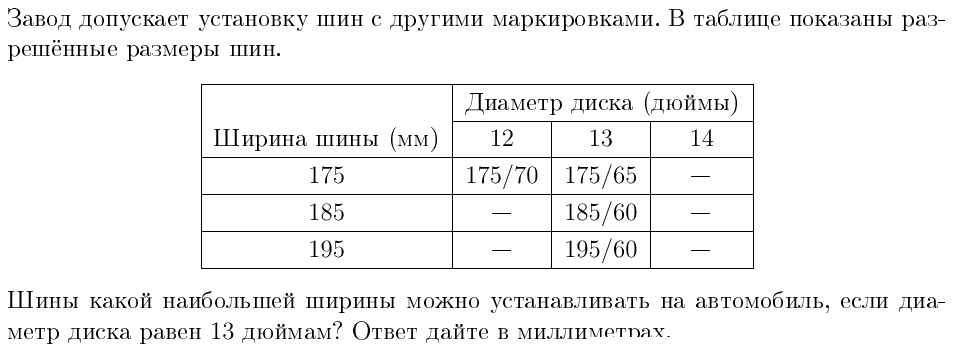 Завод допускает установку шин с другими маркировками. В таблице показаны раз-
решённые размеры шин.
Диаметр диска (дюймы)
Ширина шины (мм) 12 13 14
175 175/70 175/65 —
185 — 185/60 —
195 — 195/60 —
Шины какой наибольшей ширины можно устанавливать на автомобиль, если диа-
метр диска равен 13 дюймам? Ответ дайте в миллиметрах.